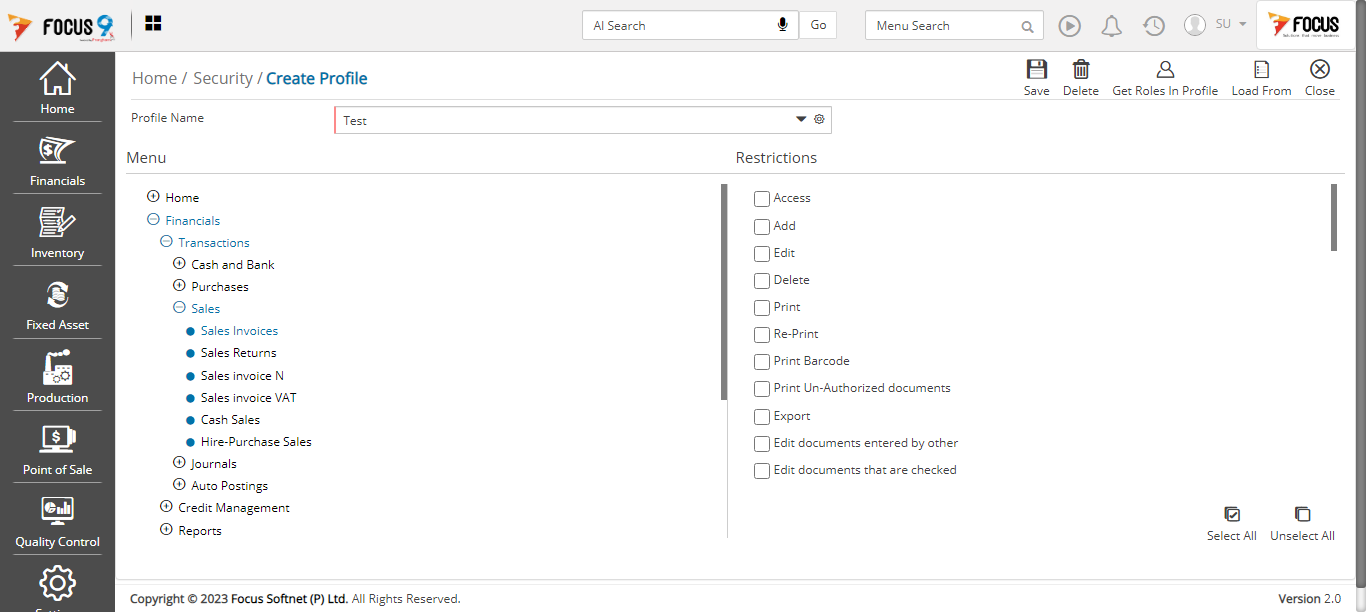 FOCUS 9
AI Search
Go
Menu Search
SU
FOCUS
Home
Financials
Inventory
Fixed Asset
Production
Point of Sale
Quality Control
Home / Security / Create Profile
Save
Delete
Get Roles In Profile
Load From
Close
Profile Name
Test
Menu
Home
Financials
Transactions
Cash and Bank
Purchases
Sales
Sales Invoices
Sales Returns
Sales invoice N
Sales invoice VAT
Cash Sales
Hire-Purchase Sales
Journals
Auto Postings
Credit Management
Reports
Restrictions
Access
Add
Edit
Delete
Print
Re-Print
Print Barcode
Print Un-Authorized documents
Export
Edit documents entered by other
Edit documents that are checked
Select All
Unselect All
Copyright © 2023 Focus Softnet (P) Ltd. All Rights Reserved.
Version 2.0